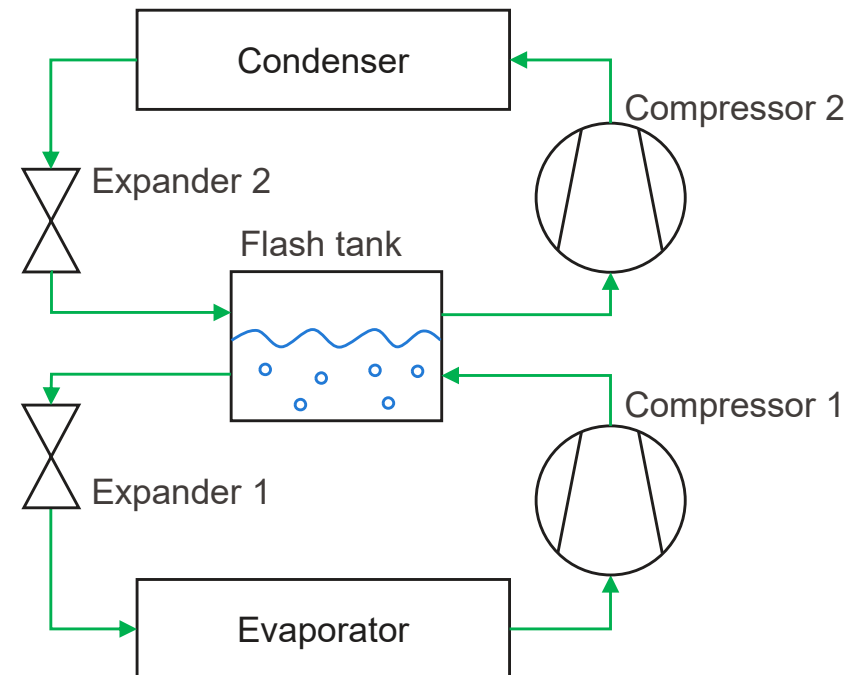 Condenser
Compressor 2
Expander 2
Flash tank
Compressor 1
Expander 1
Evaporator